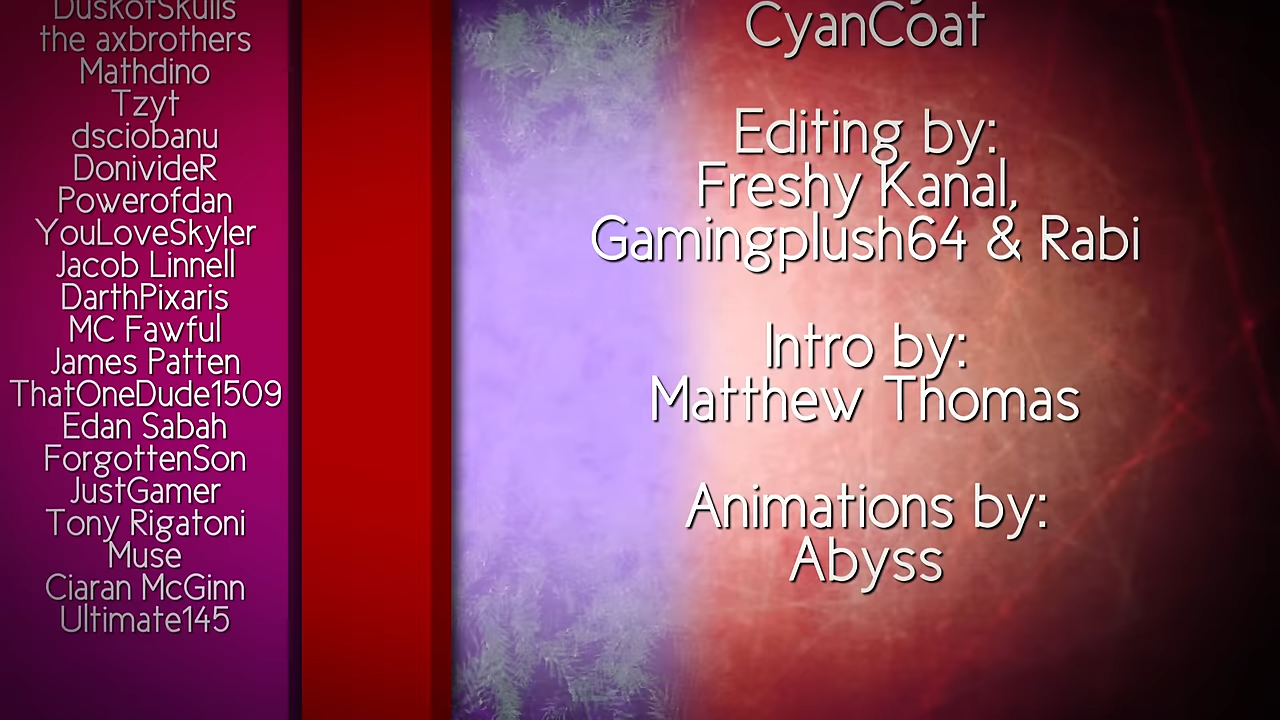 DuskofSkulls
the axbrothers
Mathdino
Tzyt
dsciobanu
DonivideR
Powerofdan
YouLoveSkyler
Jacob Linnell
DarthPixaris
MC Fawful
James Patten
ThatOneDude1509
Edan Sabah
ForgottenSon
JustGamer
Tony Rigatoni
Muse
Ciaran McGinn
Ultimate145
CyanCoat
Editing by:
Freshy Kanal,
Gamingplush64 & Rabi
Intro by:
Matthew Thomas
Animations by:
Abyss